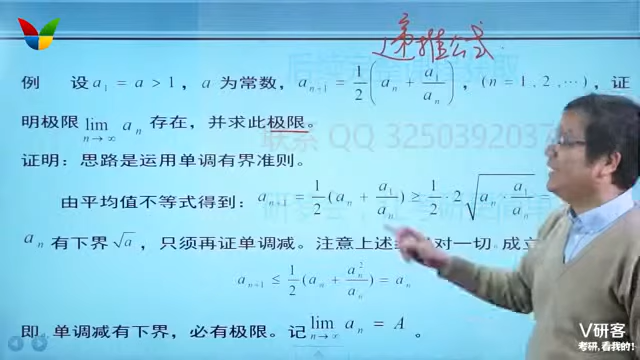 递推公式
例 设 a₁ = a > 1，a 为常数，aₙ₊₁ = 1/2 (aₙ + a₁/aₙ)，(n = 1, 2, ⋯)，证
明极限 lim n→∞ aₙ 存在，并求此极限。
联系 QQ 3250392037
证明：思路是运用单调有界准则。
由平均值不等式得到：aₙ₊₁ = 1/2 (aₙ + a₁/aₙ) ≥ 1/2 · 2 √(aₙ · a₁/aₙ) =
aₙ 有下界 √a，只须再证单调减。注意上述 对一切 成立
aₙ₊₁ ≤ 1/2 (aₙ + aₙ²/aₙ) = aₙ
即 单调减有下界，必有极限。记 lim n→∞ aₙ = A 。
V研客
考研，看我的!